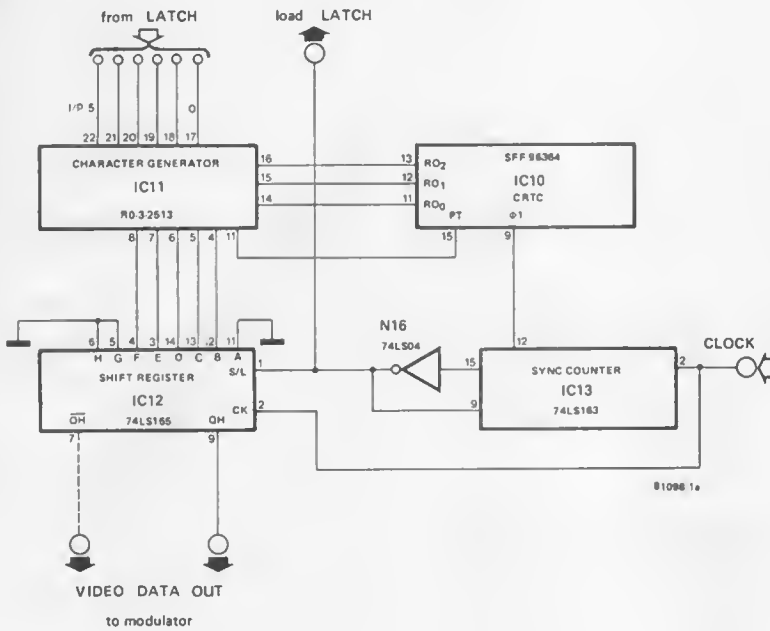 from LATCH
load LATCH
I/P 5
0
22 21 20 19 18 17
CHARACTER GENERATOR
IC11
R0-3-2513
16
15
14
8 7 6 5 4 11
13 RO2
12 RO1
11 RO0
SFF 96364
IC10
CRTC
PT Φ1
15 9
N16
74LS04
15
9
12
SYNC COUNTER
IC13
74LS163
2
CLOCK
6 5 4 3 14 13 12 11
H G F E D C B A
SHIFT REGISTER
IC12
74LS165
S/L 1
CK 2
QH QH
7 9
81098 1a
VIDEO DATA OUT
to modulator